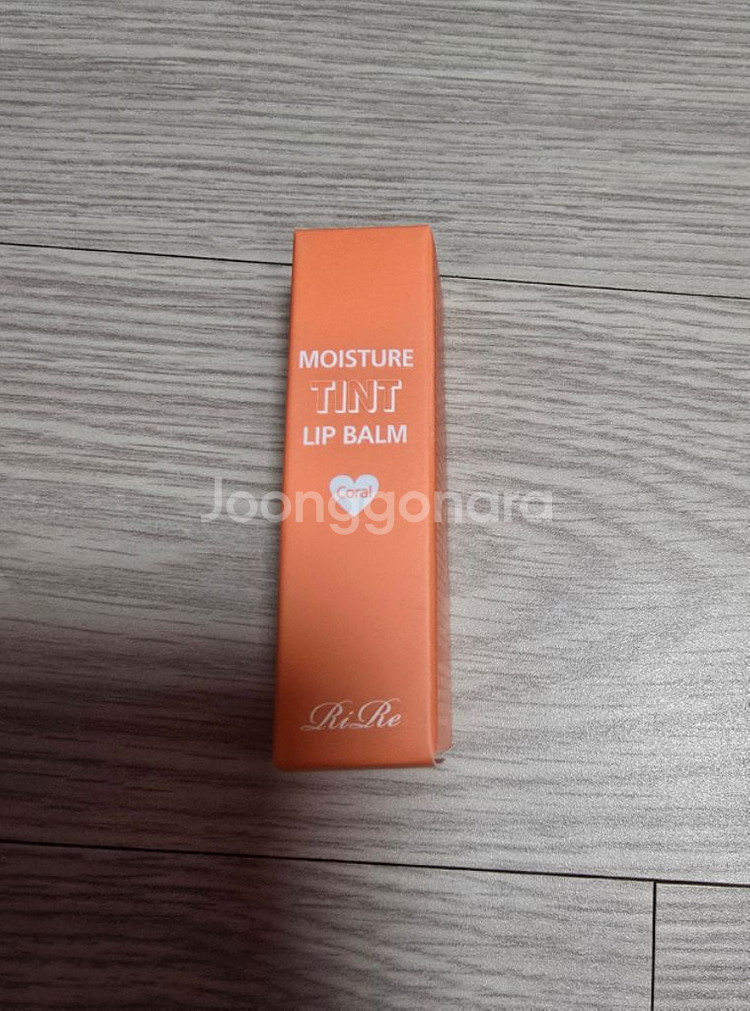 MOISTURE
TINT
LIP BALM
Coral
Joonggonara
RiRe